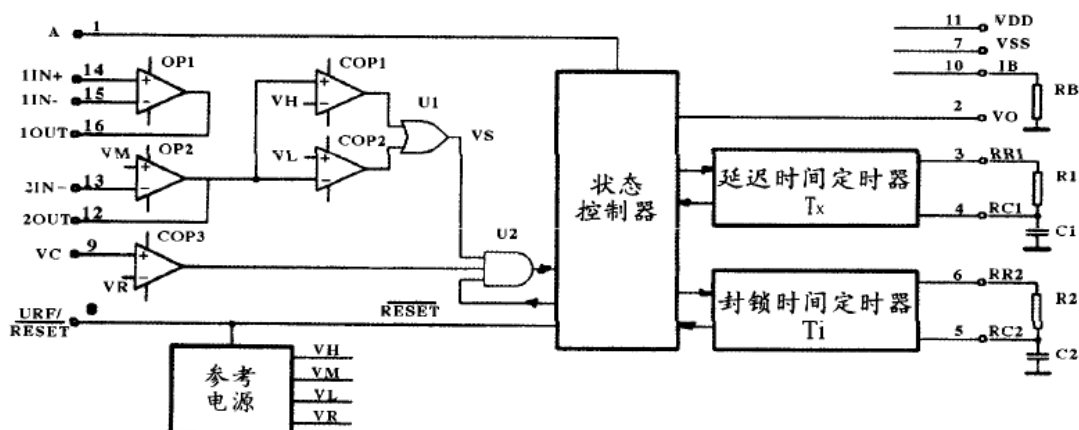 A 1
11 VDD
7 VSS
10 IB
RB
2 VO
1IN+ 14
1IN- 15
1OUT 16
OP1
+
−
COP1
+
VH −
U1
VS
COP2
VL +
−
OP2
VM +
2IN− 13 −
2OUT 12
VC 9
COP3
+
VR −
U2
URF/
RESET 8
RESET
状态
控制器
延迟时间定时器
Tx
3 RR1
R1
4 RC1
C1
封锁时间定时器
Ti
6 RR2
R2
5 RC2
C2
参考
电源
VH
VM
VL
VR